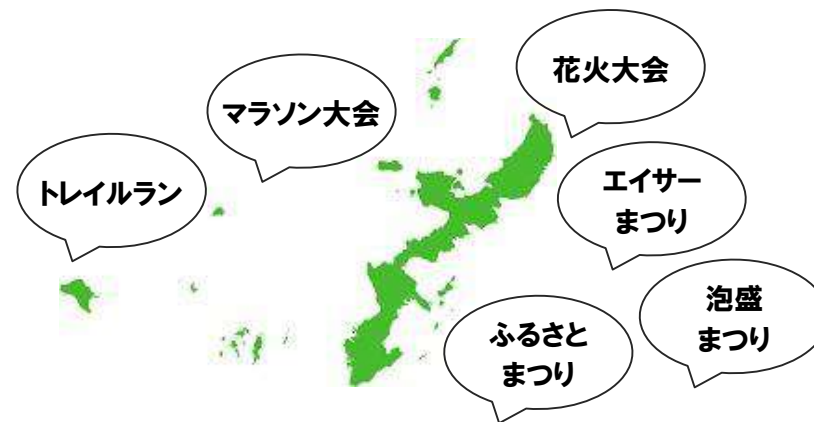 花火大会
マラソン大会
トレイルラン
エイサー
まつり
泡盛
まつり
ふるさと
まつり